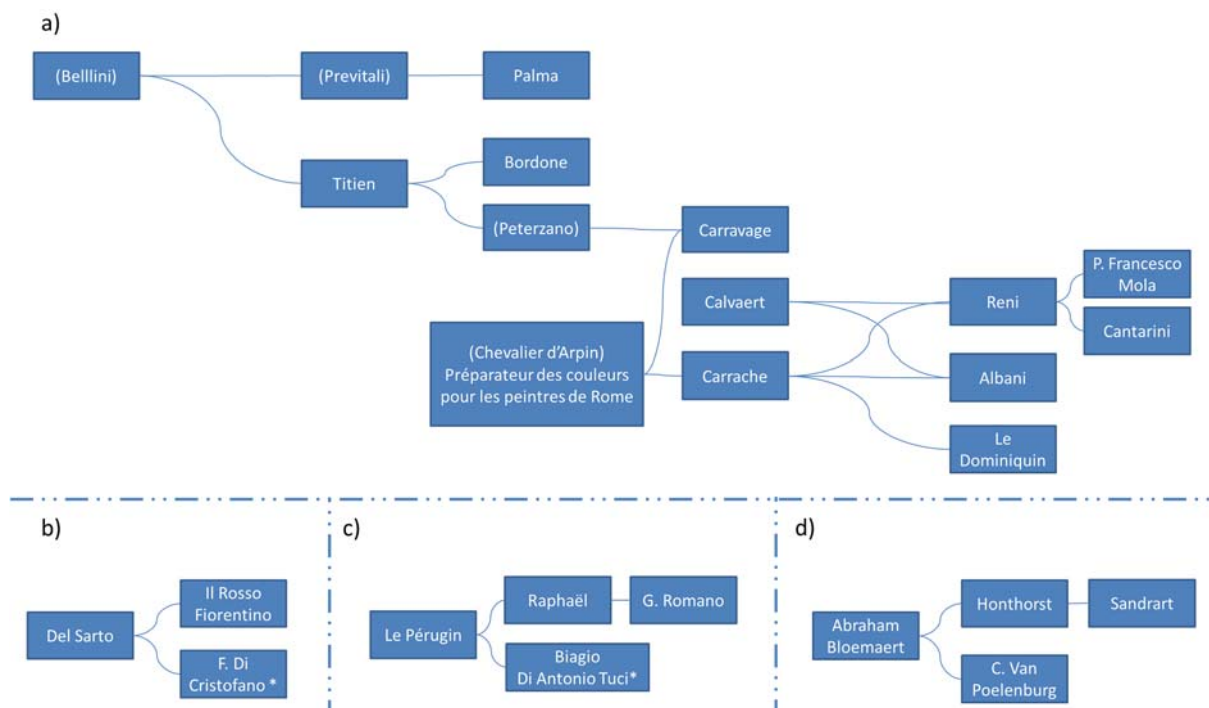 a)
(Belllini)
(Previtali)
Palma
Titien
Bordone
(Peterzano)
Carravage
Calvaert
(Chevalier d'Arpin)
Préparateur des couleurs
pour les peintres de Rome
Carrache
Reni
P. Francesco
Mola
Cantarini
Albani
Le
Dominiquin
b)
Del Sarto
Il Rosso
Fiorentino
F. Di
Cristofano *
c)
Le Pérugin
Raphaël
G. Romano
Biagio
Di Antonio Tuci*
d)
Abraham
Bloemaert
Honthorst
Sandrart
C. Van
Poelenburg